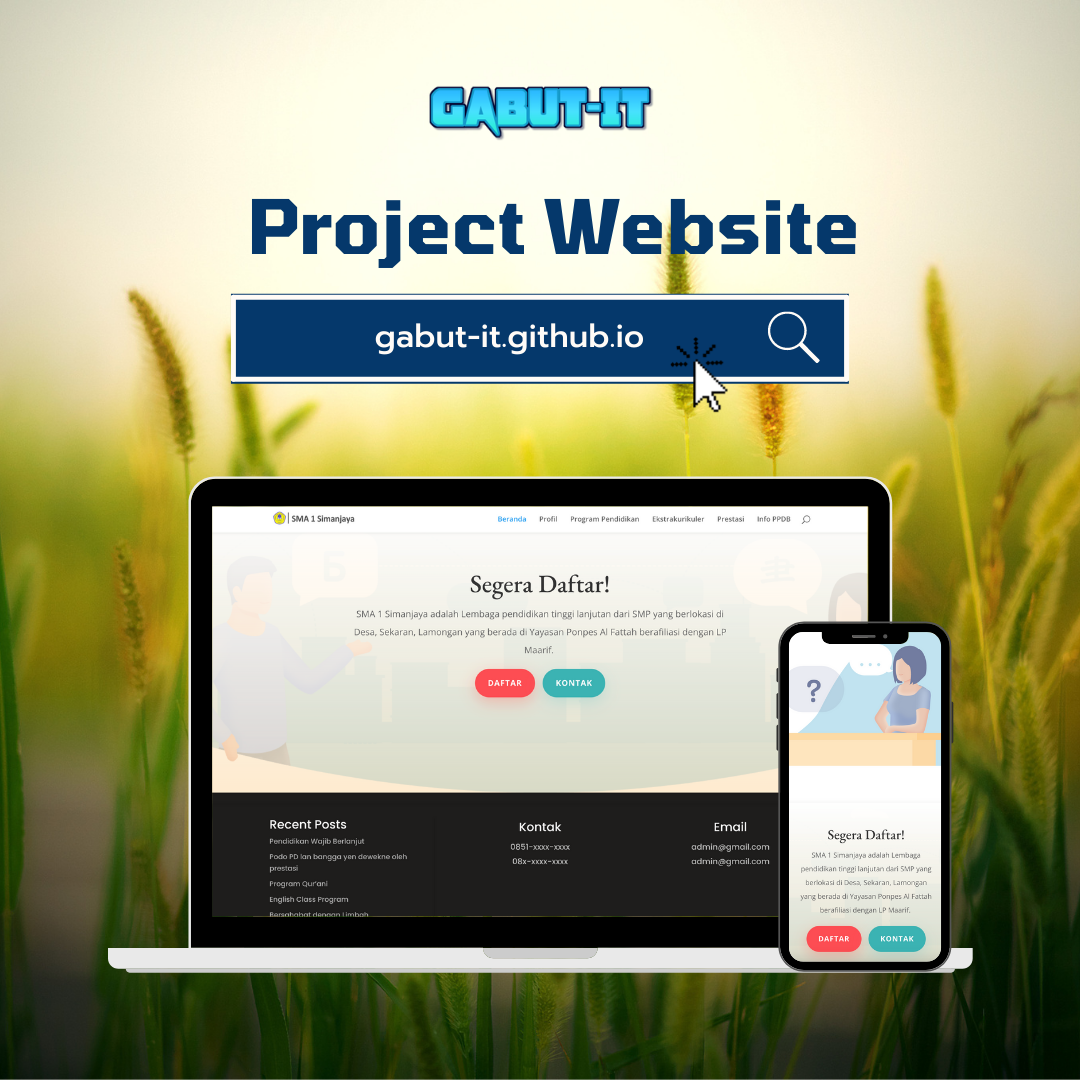 GABUT-IT
Project Website
gabut-it.github.io
SMA 1 Simanjaya
Beranda Profil Program Pendidikan Ekstrakurikuler Prestasi Info PPDB
Б
Segera Daftar!
SMA 1 Simanjaya adalah Lembaga pendidikan tinggi lanjutan dari SMP yang berlokasi di
Desa, Sekaran, Lamongan yang berada di Yayasan Ponpes Al Fattah berafiliasi dengan LP
Maarif.
DAFTAR KONTAK
Recent Posts
Pendidikan Wajib Berlanjut
Podo PD lan bangga yen dewekne oleh
prestasi
Program Qur'ani
English Class Program
Bersahabat dengan Limbah
Kontak
0851-xxxx-xxxx
08x-xxxx-xxxx
Email
admin@gmail.com
admin@gmail.com
?
Segera Daftar!
SMA 1 Simanjaya adalah Lembaga
pendidikan tinggi lanjutan dari SMP yang
berlokasi di Desa, Sekaran, Lamongan
yang berada di Yayasan Ponpes Al Fattah
berafiliasi dengan LP Maarif.
DAFTAR KONTAK